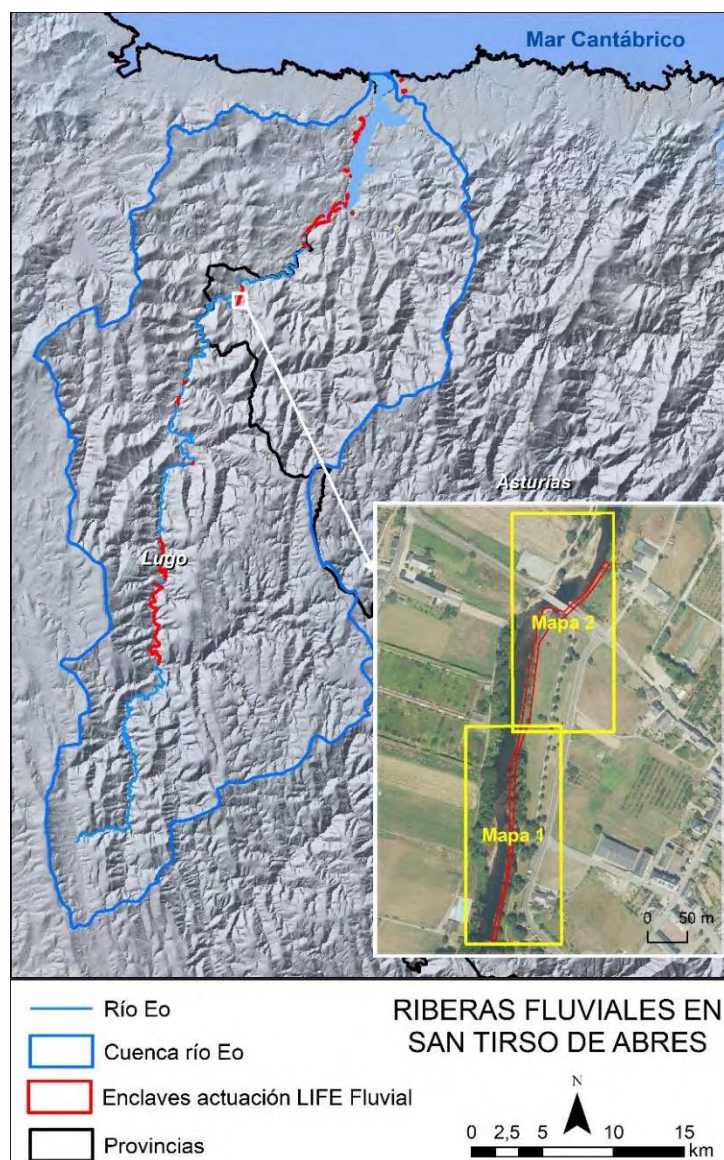 Mar Cantábrico
Asturias
Lugo
Mapa 2
Mapa 1
0 50 m
Río Eo
Cuenca río Eo
Enclaves actuación LIFE Fluvial
Provincias
RIBERAS FLUVIALES EN
SAN TIRSO DE ABRES
N
0 2,5 5 10 15
km